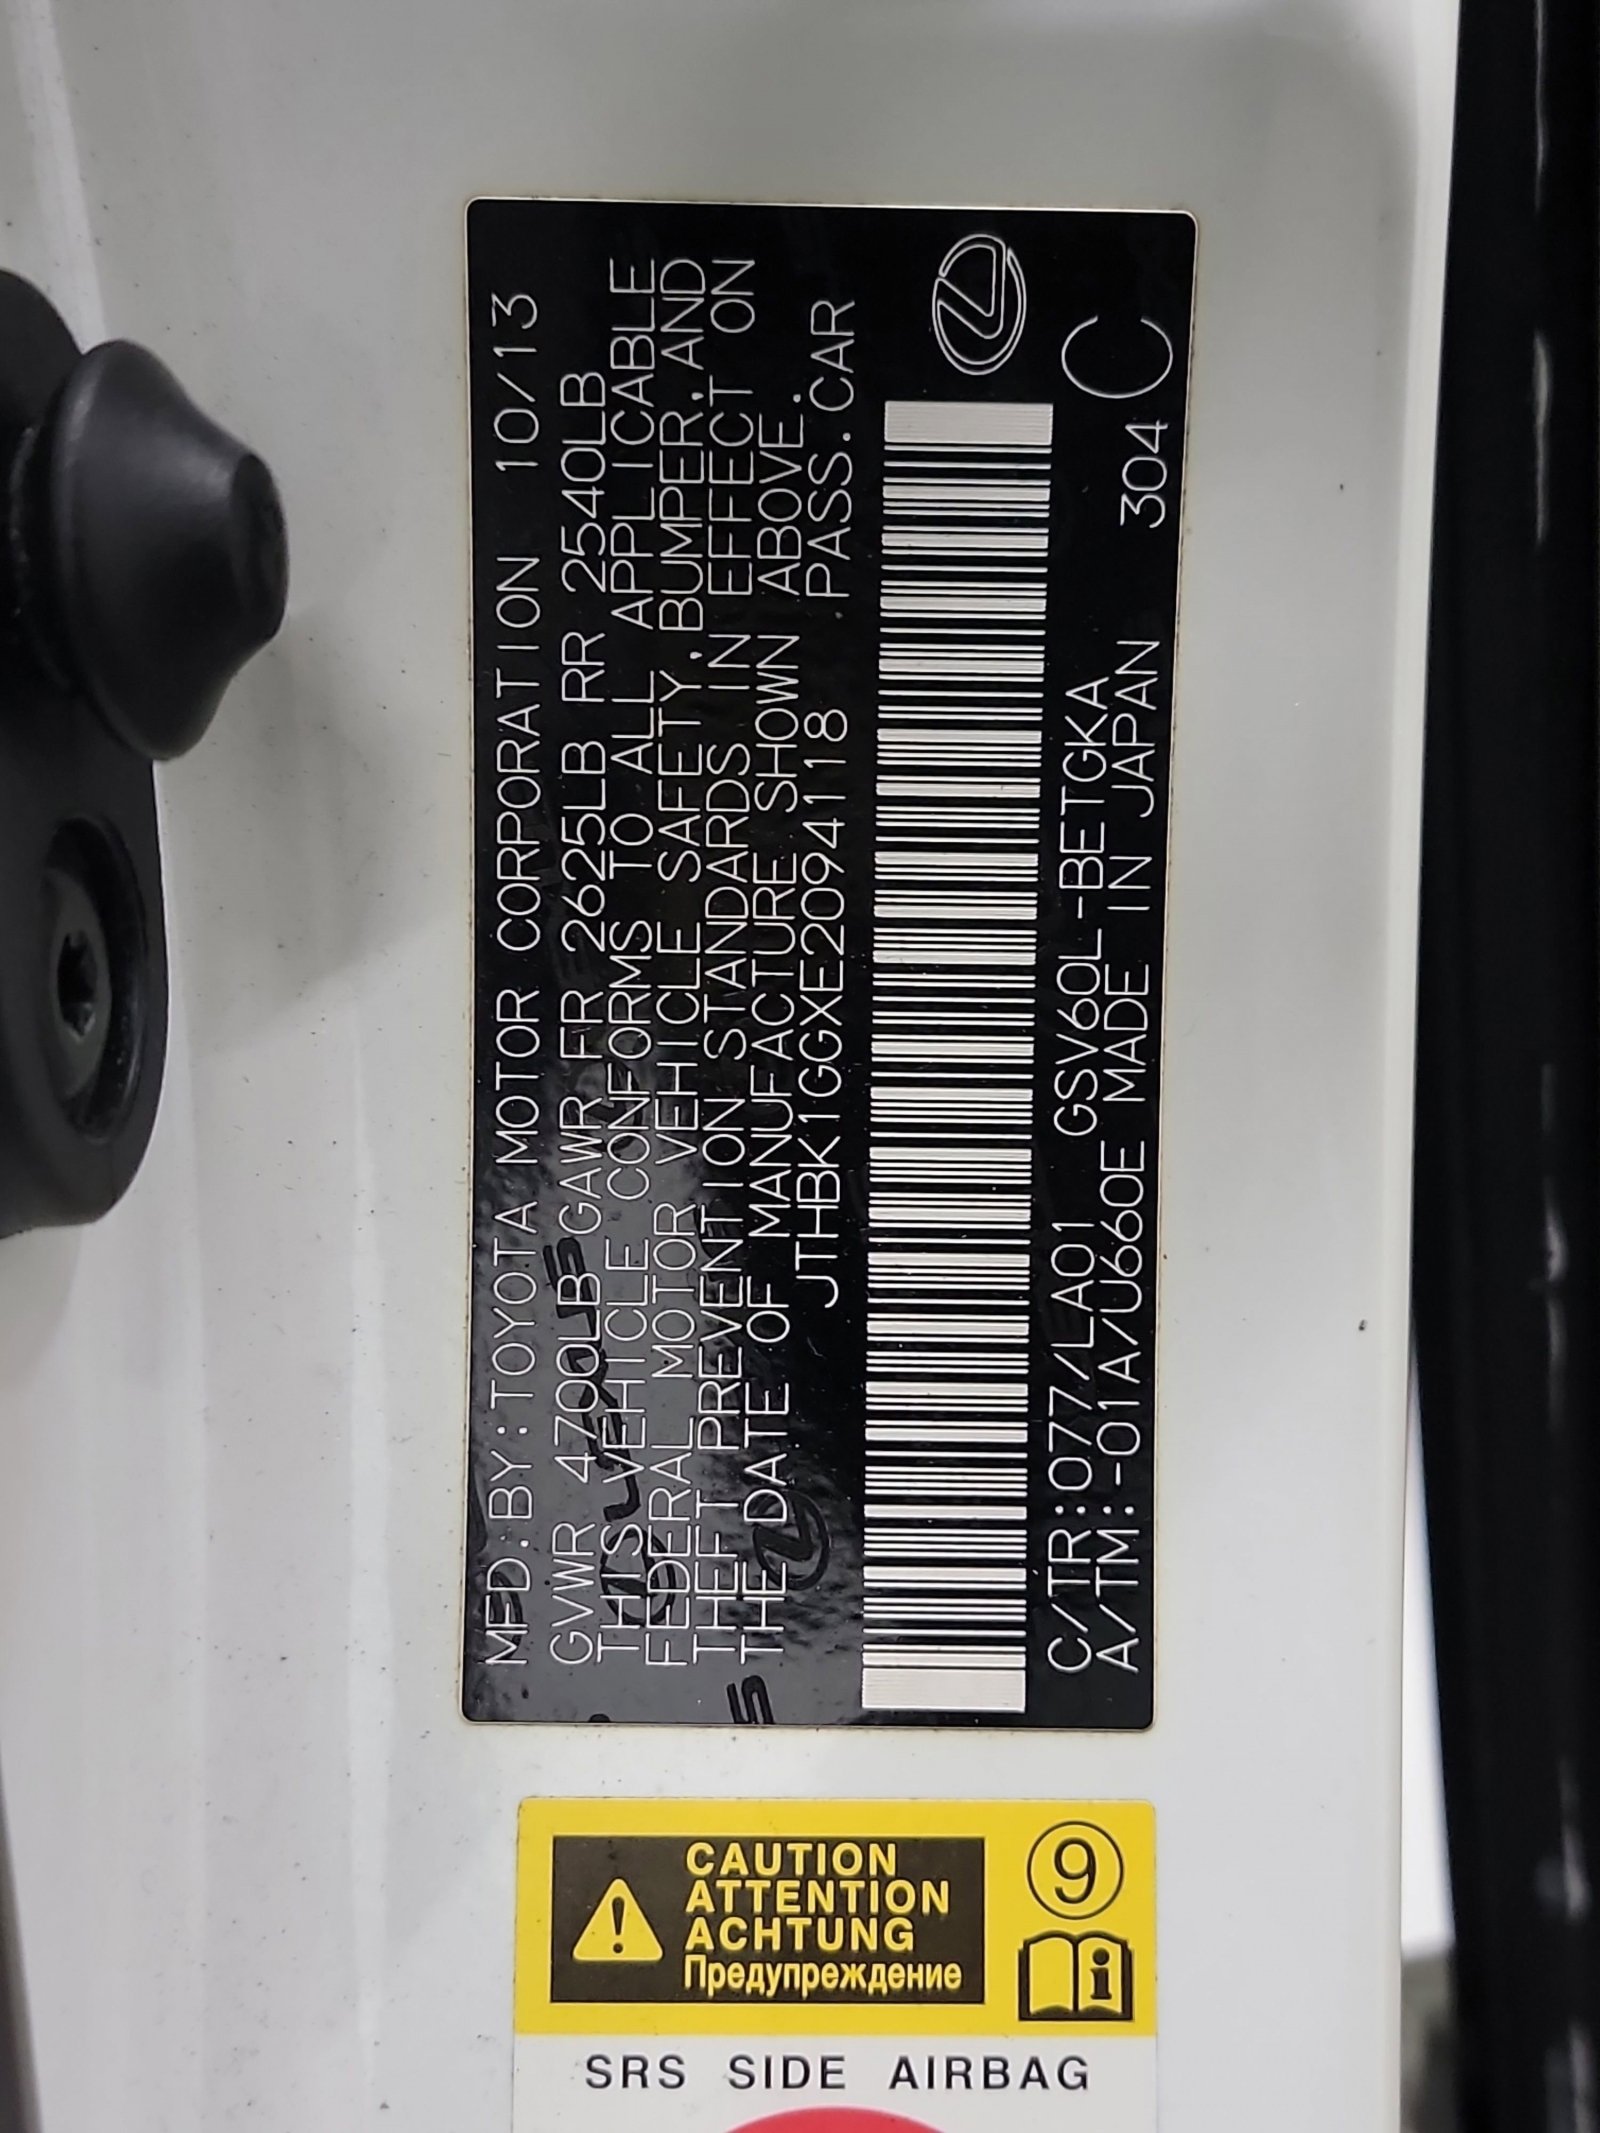 MFD.BY:TOYOTA MOTOR CORPORATION 10/13
GVWR 4700LB GAWR FR 2625LB RR 2540LB
THIS VEHICLE CONFORMS TO ALL APPLICABLE
FEDERAL MOTOR VEHICLE SAFETY,BUMPER,AND
THEFT PREVENTION STANDARDS IN EFFECT ON
THE DATE OF MANUFACTURE SHOWN ABOVE.
JTHBK1GGXE2094118 PASS.CAR
C/TR:077/LA01 GSV60L-BETGKA
A/TM:-01A/U660E MADE IN JAPAN 304 C
CAUTION
ATTENTION
ACHTUNG
Предупреждение
9
i
SRS SIDE AIRBAG